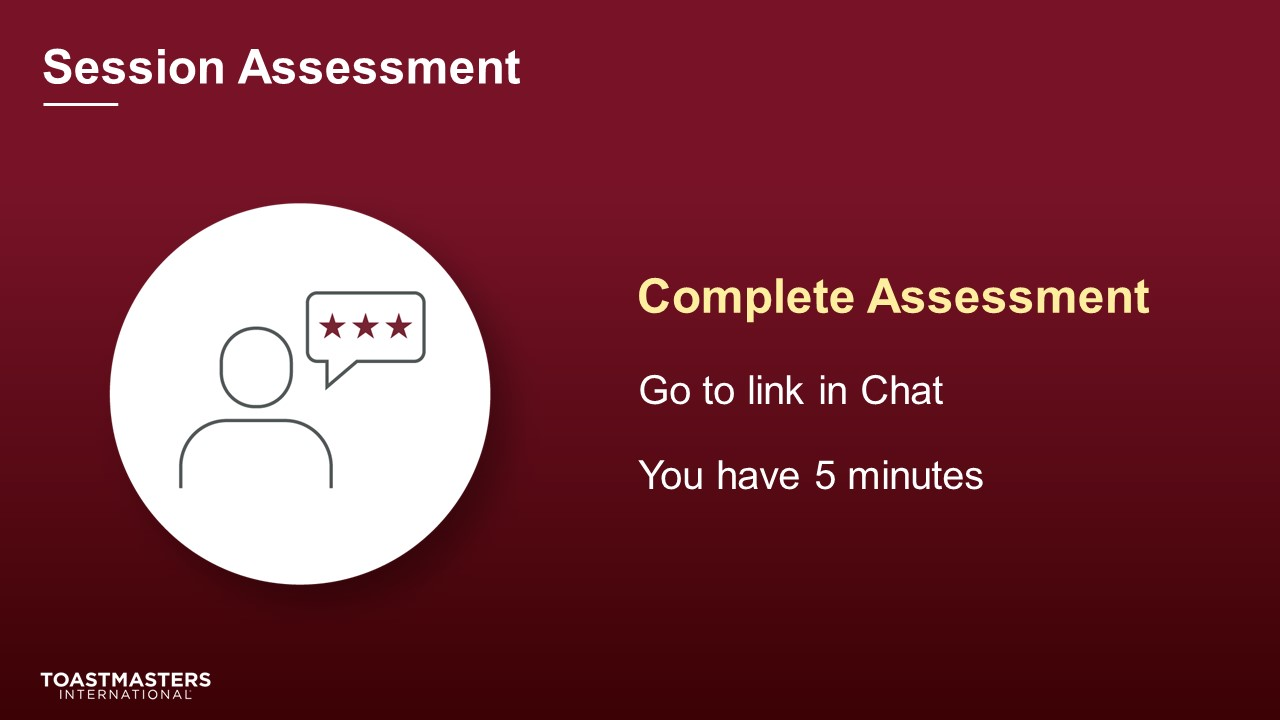 Session Assessment
Complete Assessment
Go to link in Chat
You have 5 minutes
TOASTMASTERS
INTERNATIONAL